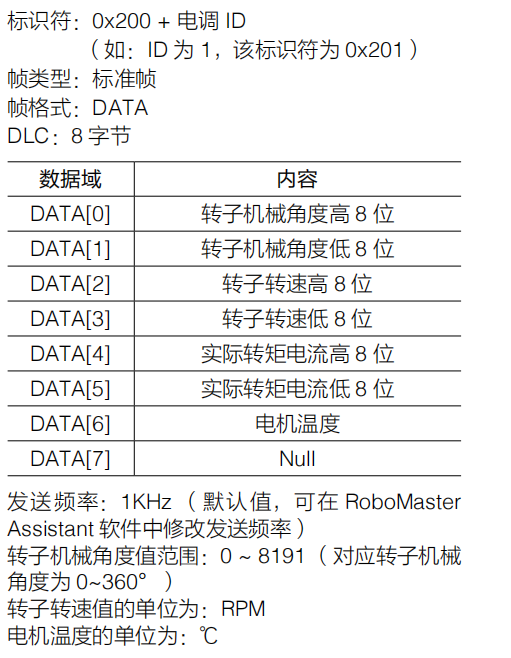 标识符：0x200 + 电调 ID
（如：ID 为 1，该标识符为 0x201 ）
帧类型：标准帧
帧格式：DATA
DLC：8 字节
数据域 内容
DATA[0] 转子机械角度高 8 位
DATA[1] 转子机械角度低 8 位
DATA[2] 转子转速高 8 位
DATA[3] 转子转速低 8 位
DATA[4] 实际转矩电流高 8 位
DATA[5] 实际转矩电流低 8 位
DATA[6] 电机温度
DATA[7] Null
发送频率：1KHz（ 默认值，可在 RoboMaster
Assistant 软件中修改发送频率 ）
转子机械角度值范围：0 ~ 8191（ 对应转子机械
角度为 0~360° ）
转子转速值的单位为：RPM
电机温度的单位为：℃